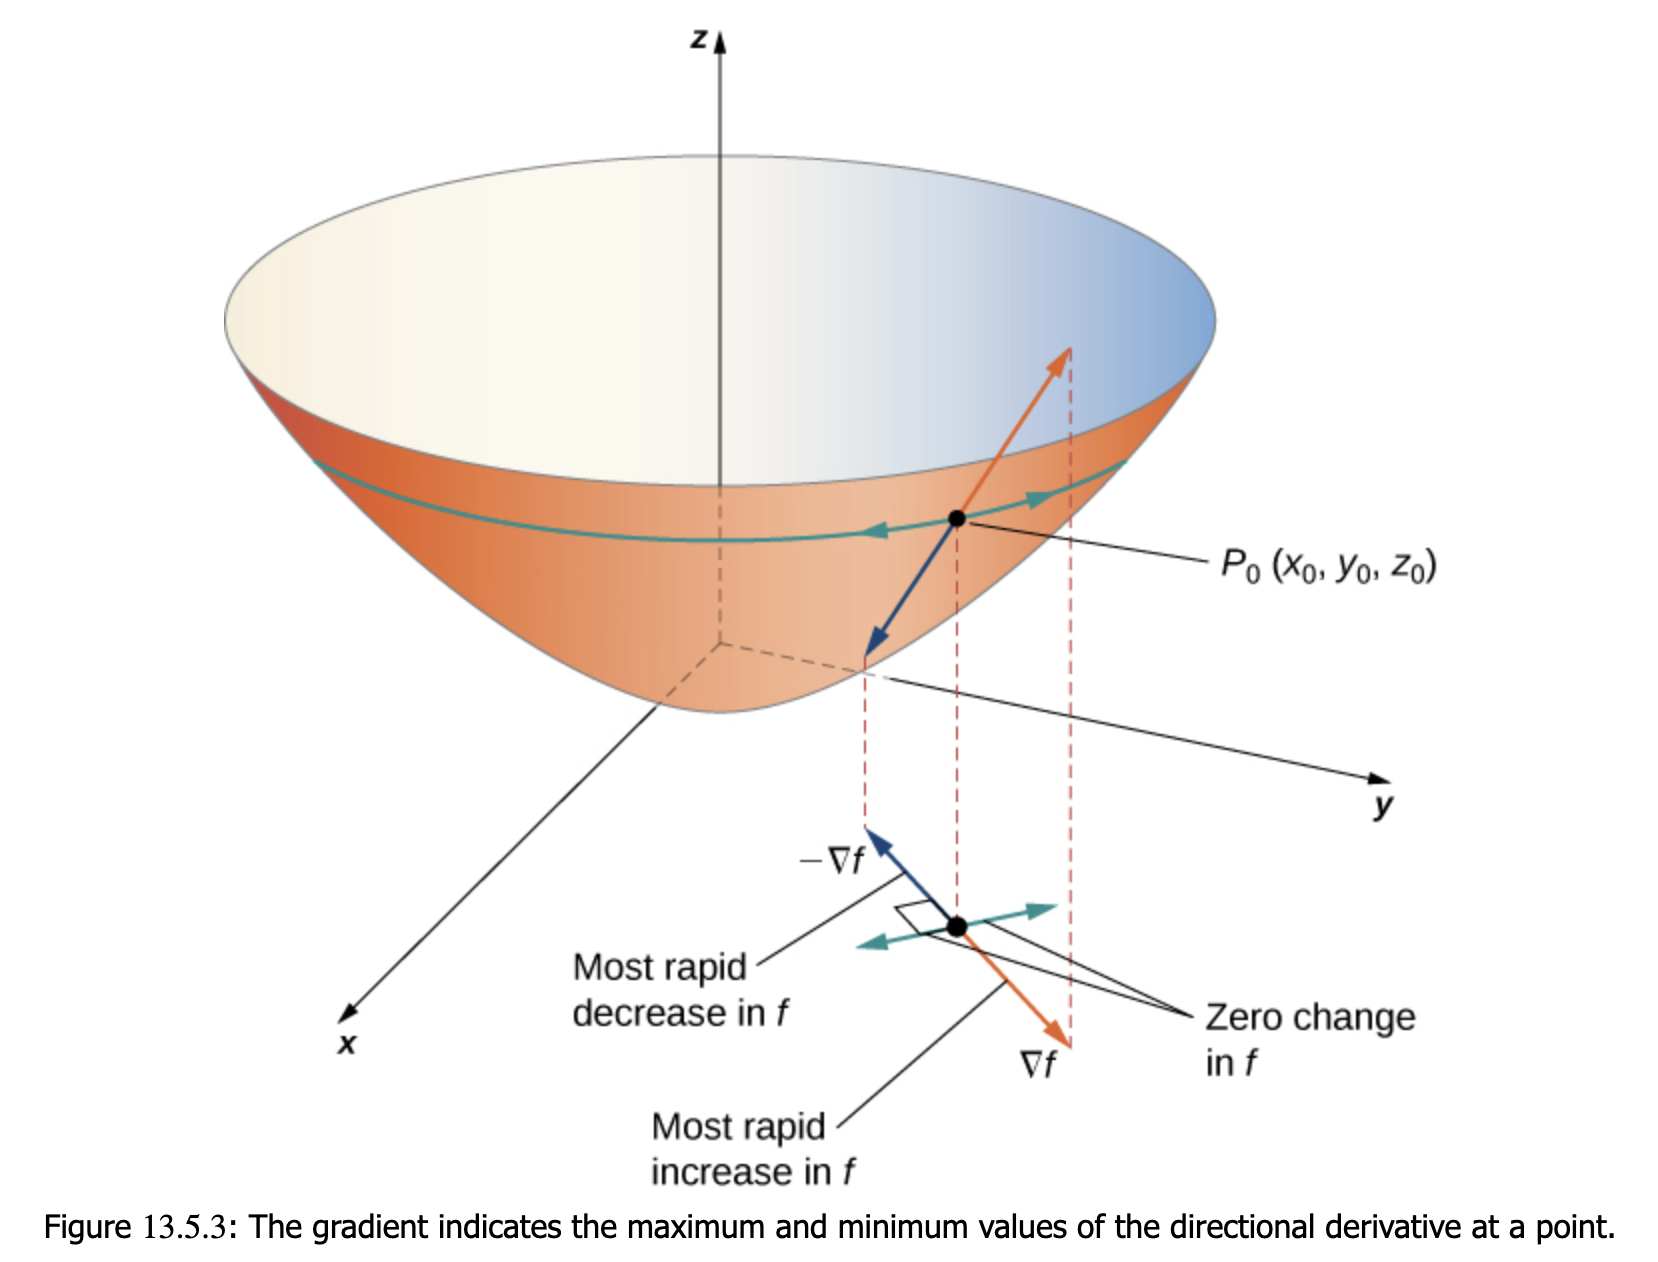 z
P₀ (x₀, y₀, z₀)
y
−∇f
Most rapid
decrease in f
x
Zero change
in f
∇f
Most rapid
increase in f
Figure 13.5.3: The gradient indicates the maximum and minimum values of the directional derivative at a point.